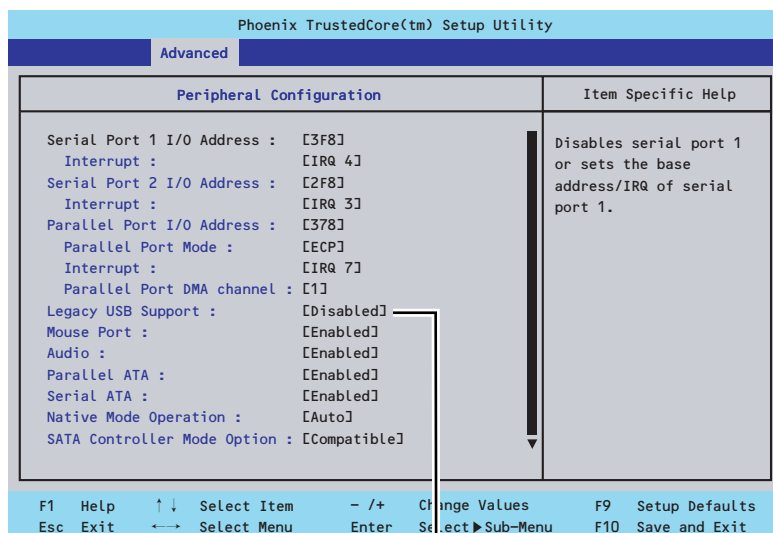 Phoenix TrustedCore(tm) Setup Utility
Advanced
Peripheral Configuration
Item Specific Help
Serial Port 1 I/O Address : [3F8]
Interrupt : [IRQ 4]
Serial Port 2 I/O Address : [2F8]
Interrupt : [IRQ 3]
Parallel Port I/O Address : [378]
Parallel Port Mode : [ECP]
Interrupt : [IRQ 7]
Parallel Port DMA channel : [1]
Legacy USB Support : [Disabled]
Mouse Port : [Enabled]
Audio : [Enabled]
Parallel ATA : [Enabled]
Serial ATA : [Enabled]
Native Mode Operation : [Auto]
SATA Controller Mode Option : [Compatible]
Disables serial port 1
or sets the base
address/IRQ of serial
port 1.
F1 Help ↑↓ Select Item - /+ Change Values F9 Setup Defaults
Esc Exit ←→ Select Menu Enter Select ▶ Sub-Menu F10 Save and Exit